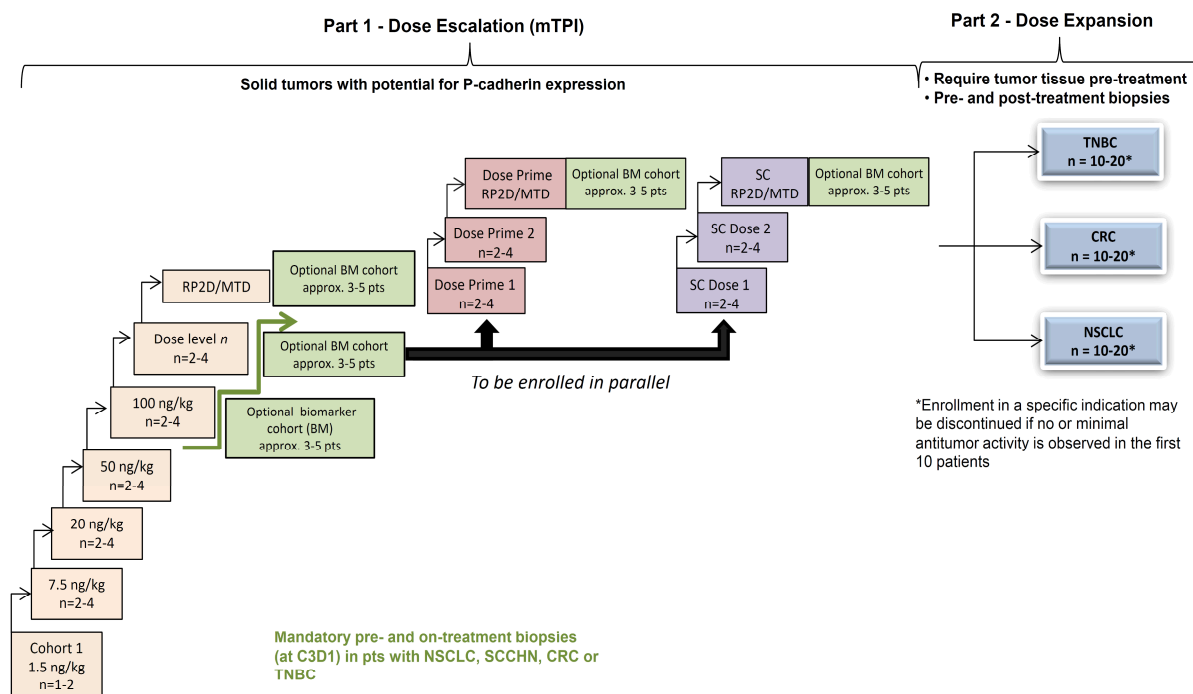 Part 1 - Dose Escalation (mTPI)
Solid tumors with potential for P-cadherin expression
Part 2 - Dose Expansion
• Require tumor tissue pre-treatment
• Pre- and post-treatment biopsies
Cohort 1
1.5 ng/kg
n=1-2
7.5 ng/kg
n=2-4
20 ng/kg
n=2-4
50 ng/kg
n=2-4
100 ng/kg
n=2-4
Dose level n
n=2-4
RP2D/MTD
Optional biomarker
cohort (BM)
approx. 3-5 pts
Optional BM cohort
approx. 3-5 pts
Optional BM cohort
approx. 3-5 pts
Dose Prime 1
n=2-4
Dose Prime 2
n=2-4
Dose Prime
RP2D/MTD
Optional BM cohort
approx. 3-5 pts
SC Dose 1
n=2-4
SC Dose 2
n=2-4
SC
RP2D/MTD
Optional BM cohort
approx. 3-5 pts
To be enrolled in parallel
Mandatory pre- and on-treatment biopsies
(at C3D1) in pts with NSCLC, SCCHN, CRC or
TNBC
TNBC
n = 10-20*
CRC
n = 10-20*
NSCLC
n = 10-20*
*Enrollment in a specific indication may
be discontinued if no or minimal
antitumor activity is observed in the first
10 patients